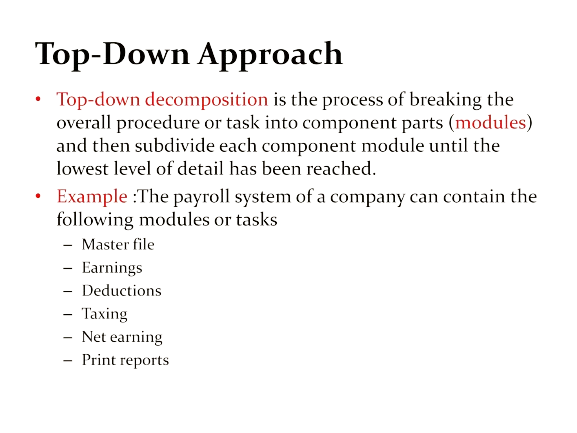 Top-Down Approach
• Top-down decomposition is the process of breaking the
overall procedure or task into component parts (modules)
and then subdivide each component module until the
lowest level of detail has been reached.
• Example :The payroll system of a company can contain the
following modules or tasks
– Master file
– Earnings
– Deductions
– Taxing
– Net earning
– Print reports